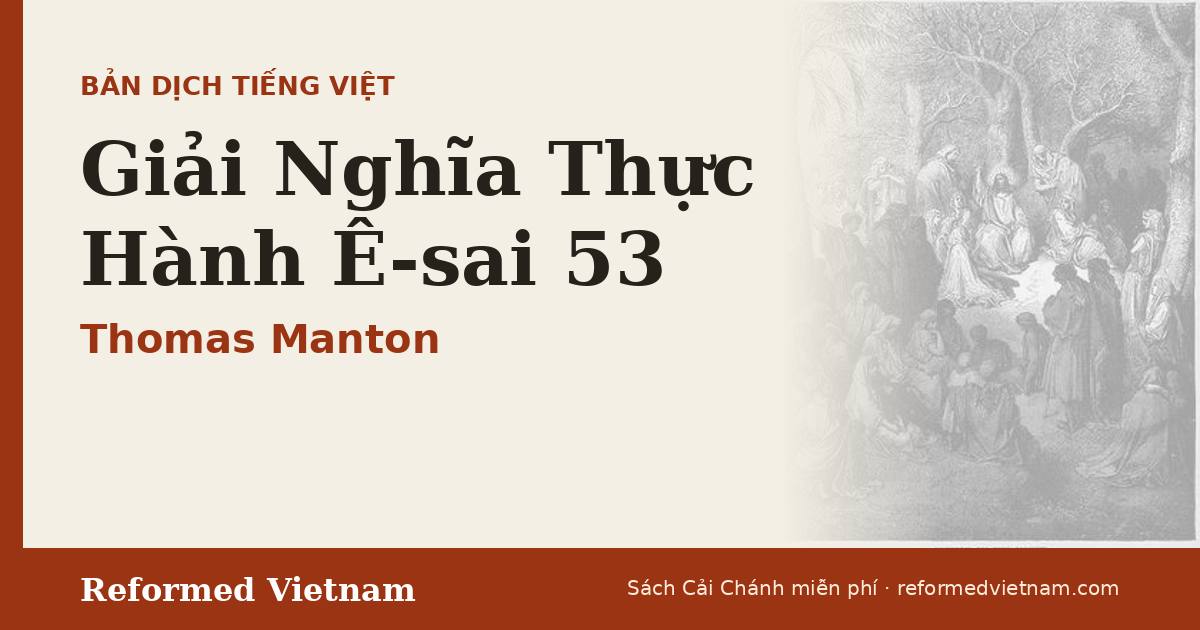 BẢN DỊCH TIẾNG VIỆT
Giải Nghĩa Thực
Hành Ê-sai 53
Thomas Manton
Reformed Vietnam
Sách Cải Chánh miễn phí · reformedvietnam.com